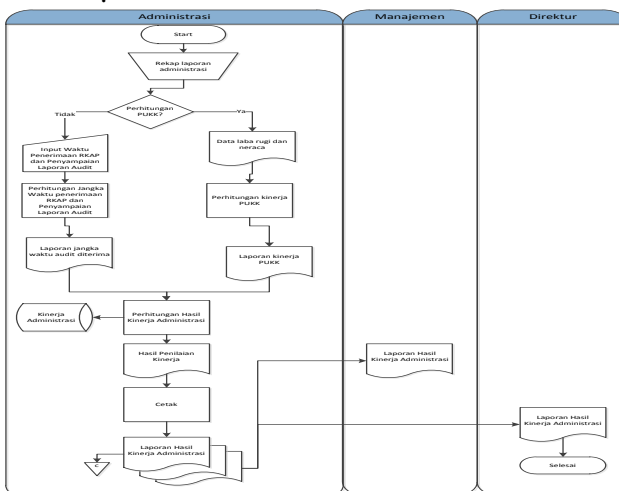 Administrasi
Manajemen
Direktur
Start
Rekap laporan
administrasi
Perhitungan
PUKK?
Tidak
Ya
Input Waktu
Penerimaan RKAP
dan Penyampaian
Laporan Audit
Data laba rugi dan
neraca
Perhitungan Jangka
Waktu penerimaan
RKAP dan
Penyampaian
Laporan Audit
Perhitungan kinerja
PUKK
Laporan jangka
waktu audit diterima
Laporan kinerja
PUKK
Kinerja
Administrasi
Perhitungan Hasil
Kinerja Administrasi
Hasil Penilaian
Kinerja
Laporan Hasil
Kinerja Administrasi
Cetak
Laporan Hasil
Kinerja Administrasi
Laporan Hasil
Kinerja Administrasi
c
Selesai